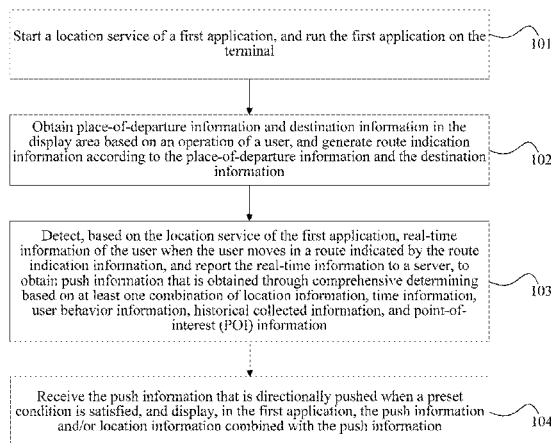 Start a location service of a first application, and run the first application on the
terminal
101
Obtain place-of-departure information and destination information in the
display area based on an operation of a user, and generate route indication
information according to the place-of-departure information and the destination
information
102
Detect, based on the location service of the first application, real-time
information of the user when the user moves in a route indicated by the route
indication information, and report the real-time information to a server, to
obtain push information that is obtained through comprehensive determining
based on at least one combination of location information, time information,
user behavior information, historical collected information, and point-of-
interest (POI) information
103
Receive the push information that is directionally pushed when a preset
condition is satisfied, and display, in the first application, the push information
and/or location information combined with the push information
104